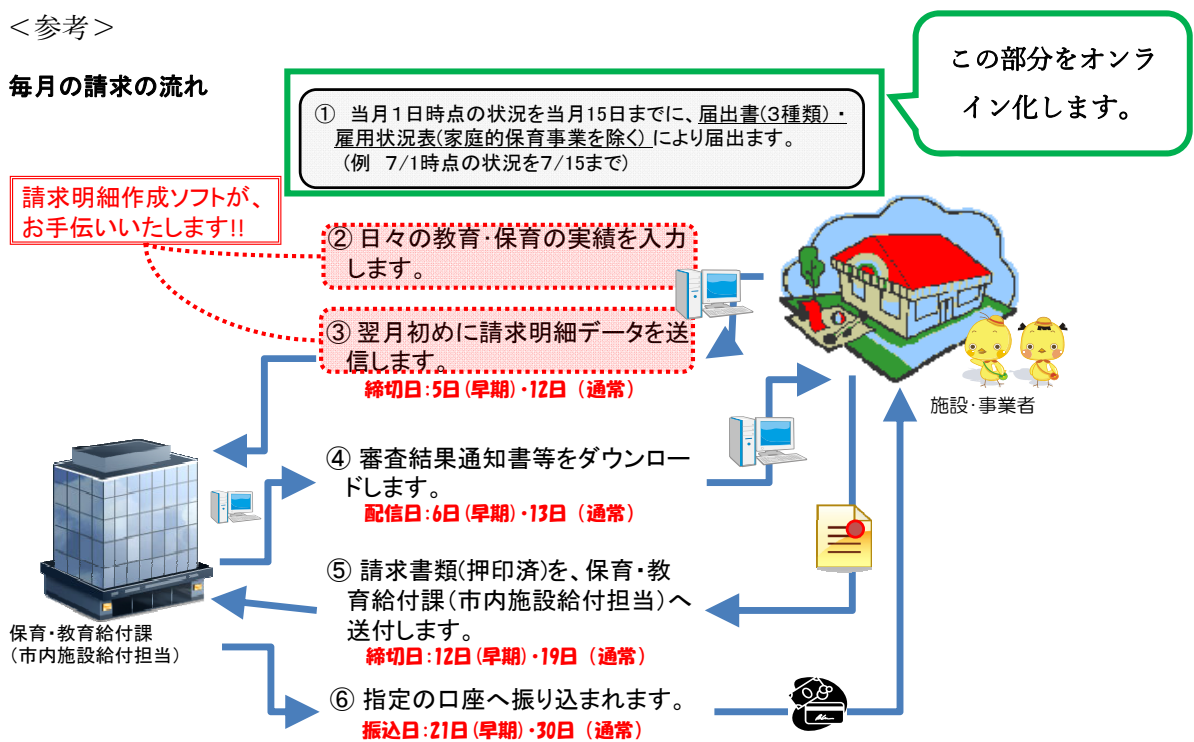 ＜参考＞
毎月の請求の流れ
この部分をオンラ
イン化します。
① 当月1日時点の状況を当月15日までに、届出書(3種類)・
雇用状況表(家庭的保育事業を除く) により届出ます。
(例 7/1時点の状況を7/15まで)
請求明細作成ソフトが、
お手伝いいたします!!
② 日々の教育・保育の実績を入力
します。
③ 翌月初めに請求明細データを送
信します。
締切日:5日(早期)・12日（通常）
施設・事業者
④ 審査結果通知書等をダウンロー
ドします。
配信日:6日(早期)・13日（通常）
⑤ 請求書類(押印済)を、保育・教
育給付課(市内施設給付担当)へ
送付します。
締切日:12日(早期)・19日（通常）
保育・教育給付課
(市内施設給付担当)
⑥ 指定の口座へ振り込まれます。
振込日:21日(早期)・30日（通常）